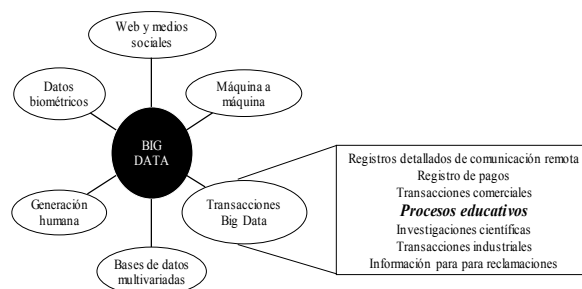 Web y medios
sociales
Datos
biométricos
Máquina a
máquina
BIG
DATA
Generación
humana
Transacciones
Big Data
Bases de datos
multivariadas
Registros detallados de comunicación remota
Registro de pagos
Transacciones comerciales
Procesos educativos
Investigaciones científicas
Transacciones industriales
Información para para reclamaciones